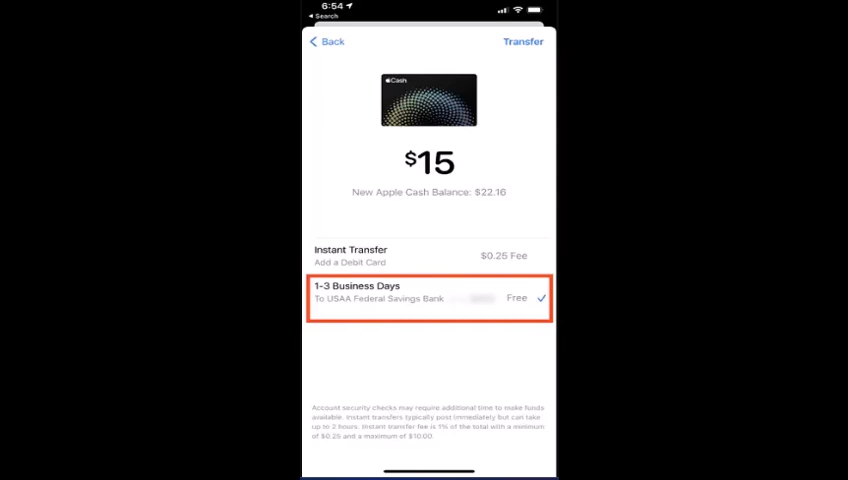 6:54
Search
Back
Transfer
Cash
$15
New Apple Cash Balance: $22.16
Instant Transfer
Add a Debit Card
$0.25 Fee
1-3 Business Days
To USAA Federal Savings Bank
Free
Account security checks may require additional time to make funds
available. Instant transfers typically post immediately but can take
up to 2 hours. Instant transfer fee is 1% of the total with a minimum
of $0.25 and a maximum of $10.00.